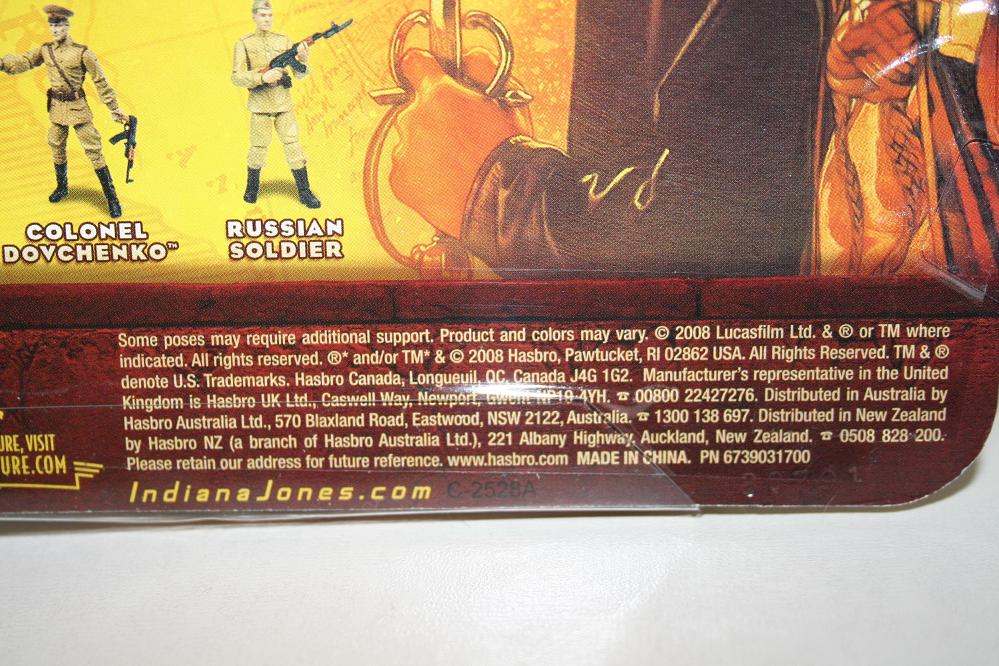 COLONEL
DOVCHENKO™
RUSSIAN
SOLDIER
Some poses may require additional support. Product and colors may vary. © 2008 Lucasfilm Ltd. & ® or TM where
indicated. All rights reserved. ®* and/or TM* & © 2008 Hasbro, Pawtucket, RI 02862 USA. All Rights Reserved. TM & ®
denote U.S. Trademarks. Hasbro Canada, Longueuil, QC, Canada J4G 1G2. Manufacturer's representative in the United
Kingdom is Hasbro UK Ltd., Caswell Way, Newport, Gwent NP19 4YH. ☎ 00800 22427276. Distributed in Australia by
Hasbro Australia Ltd., 570 Blaxland Road, Eastwood, NSW 2122, Australia. ☎ 1300 138 697. Distributed in New Zealand
by Hasbro NZ (a branch of Hasbro Australia Ltd.), 221 Albany Highway, Auckland, New Zealand. ☎ 0508 828 200.
Please retain our address for future reference. www.hasbro.com MADE IN CHINA. PN 6739031700
URE, VISIT
URE.COM
IndianaJones.com C-2528A